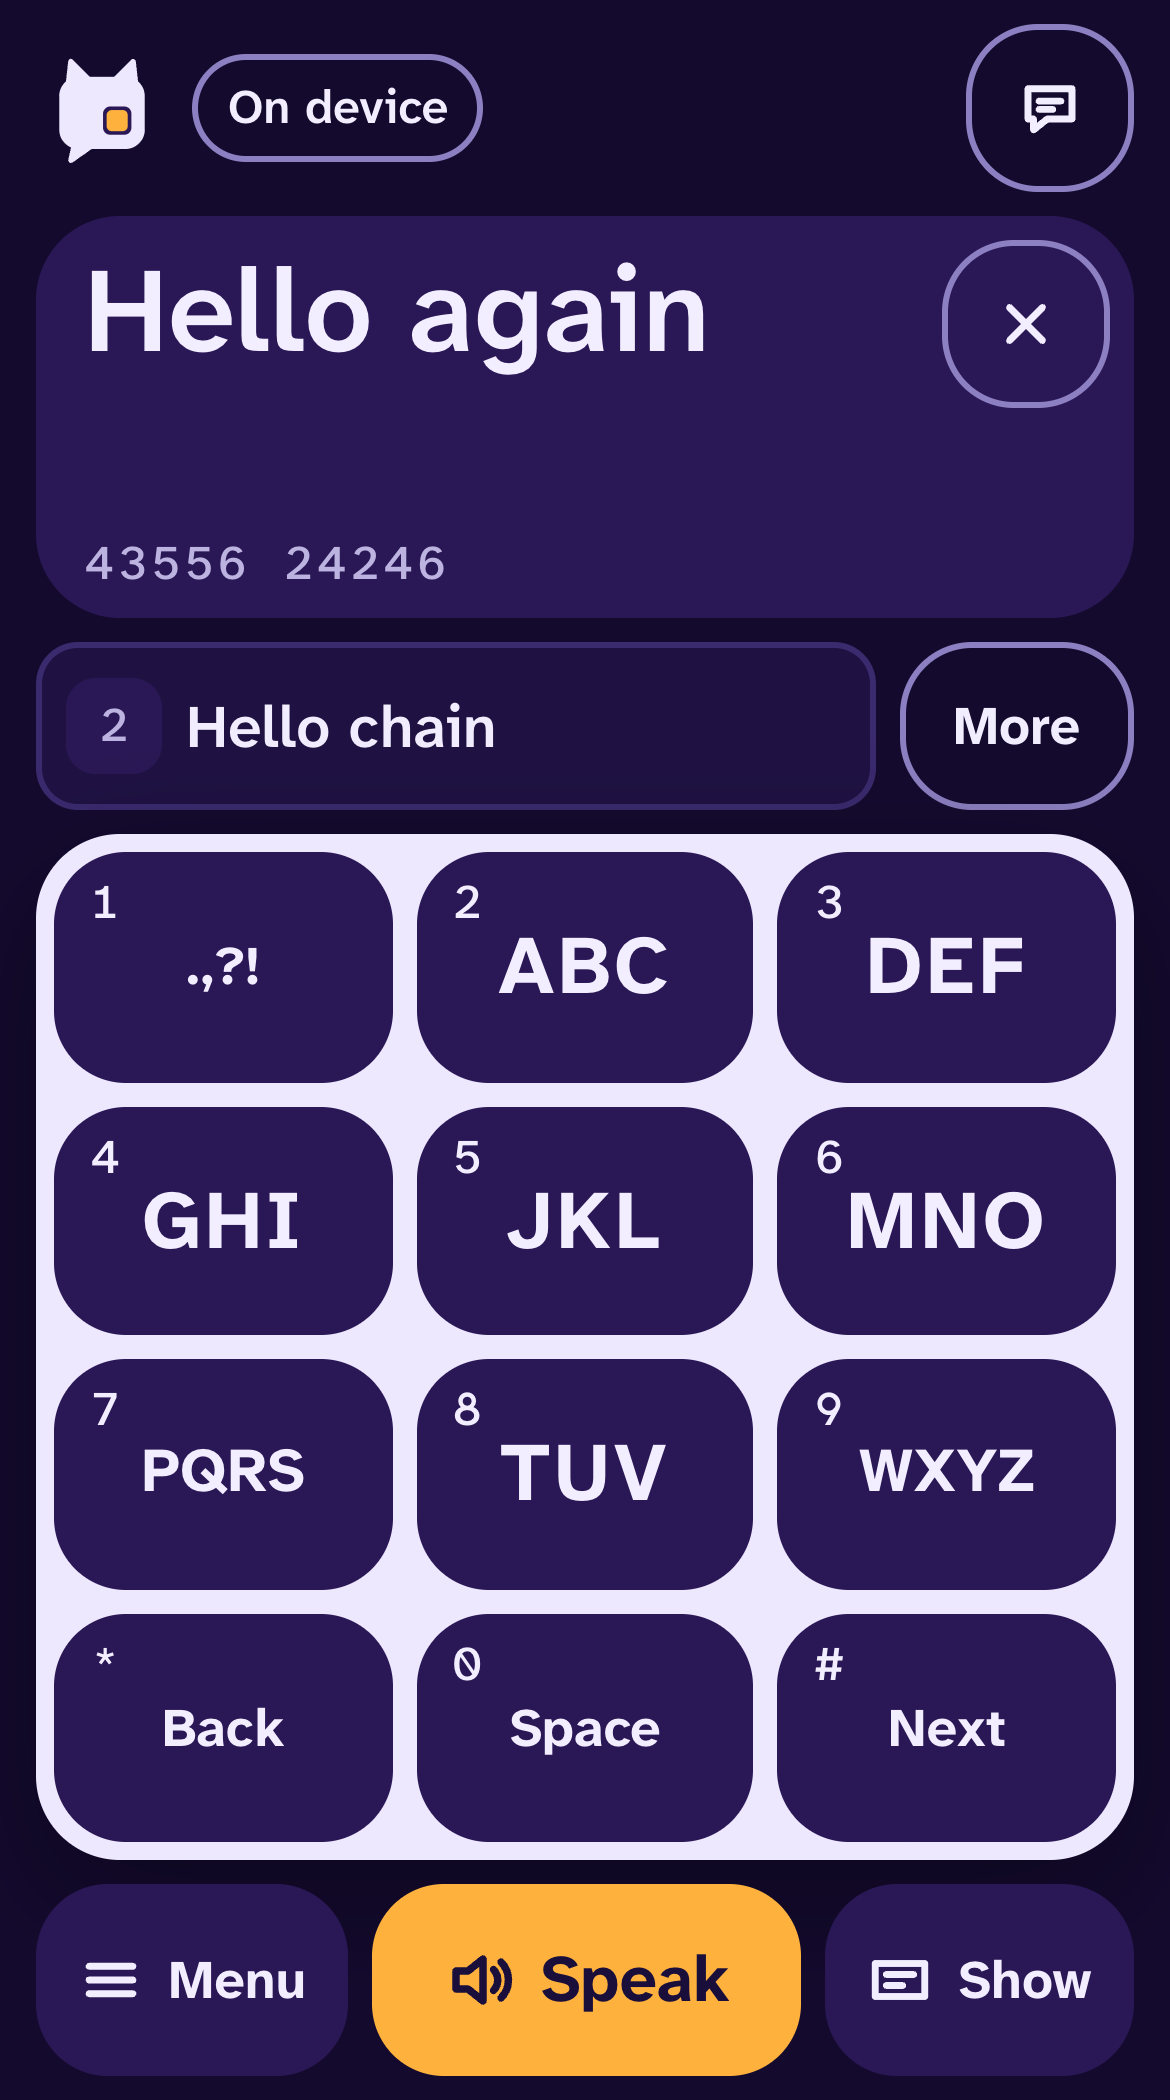 On device
Hello again
43556 24246
2 Hello chain
More
1 .,?!
2 ABC
3 DEF
4 GHI
5 JKL
6 MNO
7 PQRS
8 TUV
9 WXYZ
* Back
0 Space
# Next
Menu
Speak
Show